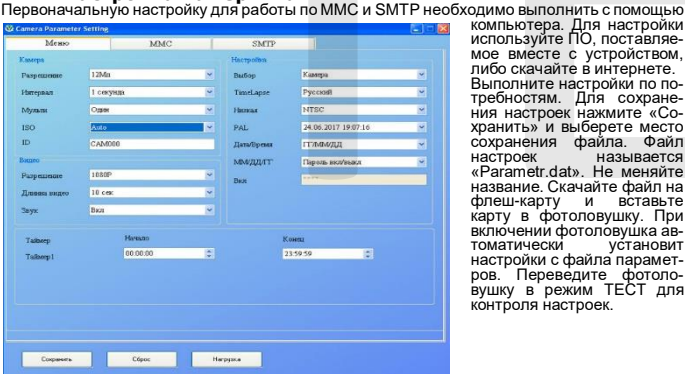 Первоначальную настройку для работы по ММС и SMTP необходимо выполнить с помощью
компьютера. Для настройки
используйте ПО, поставляе-
мое вместе с устройством,
либо скачайте в интернете.
Выполните настройки по по-
требностям. Для сохране-
ния настроек нажмите «Со-
хранить» и выберете место
сохранения файла. Файл
настроек называется
«Parametr.dat». Не меняйте
название. Скачайте файл на
флеш-карту и вставьте
карту в фотоловушку. При
включении фотоловушка ав-
томатически установит
настройки с файла парамет-
ров. Переведите фотоло-
вушку в режим ТЕСТ для
контроля настроек.
Camera Parameter Setting
Меню MMC SMTP
Камера
Разрешение 12Мп
Интервал 1 секунда
Мульти Один
ISO Auto
ID CAM000
Видео
Разрешение 1080P
Длинна видео 10 сек
Звук Вкл
Настройка
Выбор Камера
TimeLapse Русский
Низкая NTSC
PAL 24.06.2017 19:07:16
Дата/Время ГГ/ММ/ДД
ММ/ДД/ГГ Пароль вкл/выкл
Вкл ****
Таймер Начало Конец
Таймер1 00:00:00 23:59:59
Сохранить Сброс Нагрузка